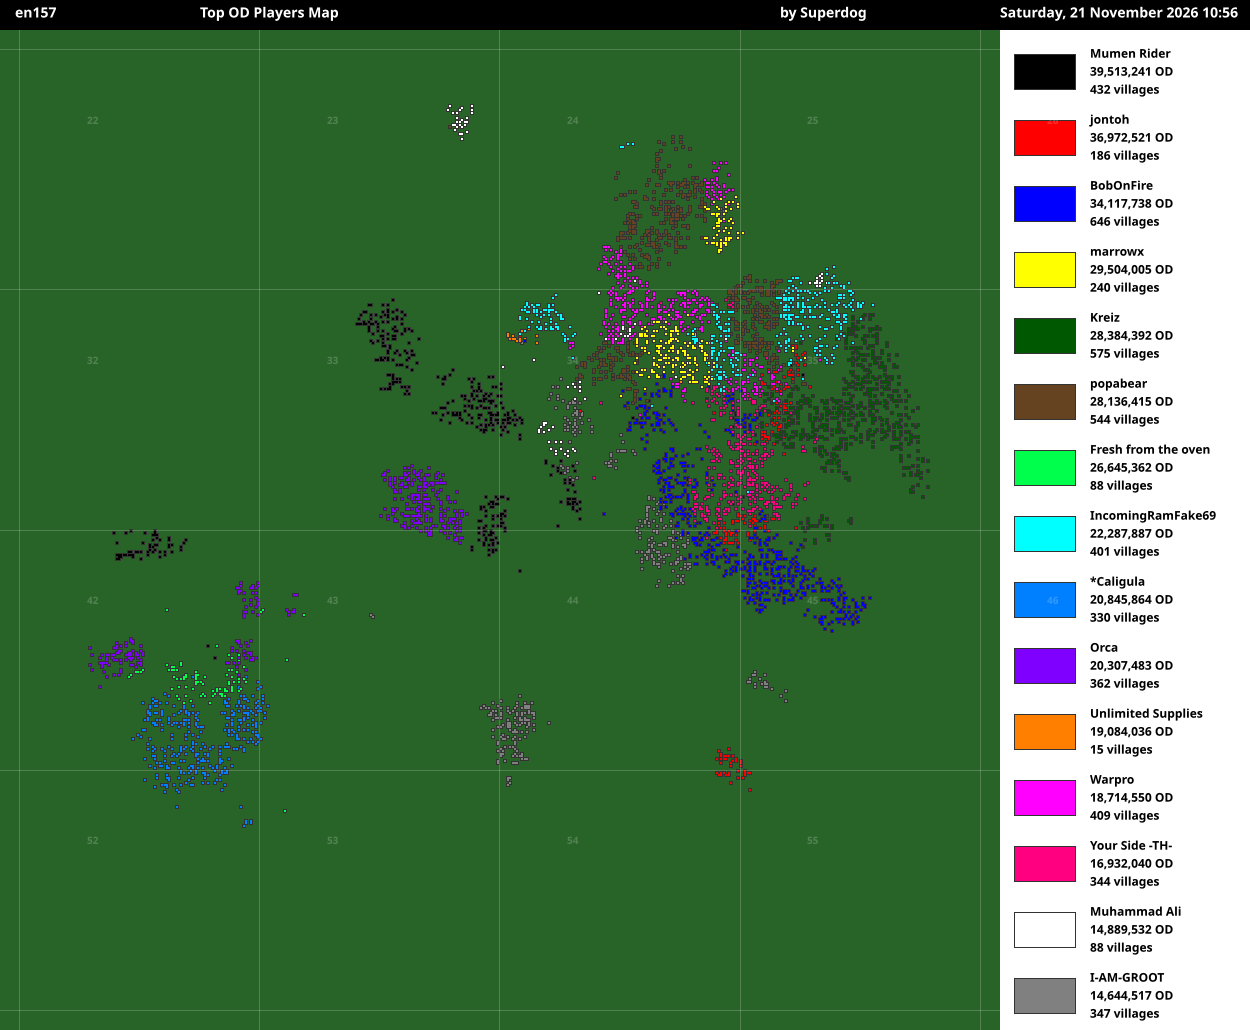 en157 Top OD Players Map by Superdog Saturday, 21 November 2026 10:56
Mumen Rider
39,513,241 OD
432 villages
jontoh
36,972,521 OD
186 villages
BobOnFire
34,117,738 OD
646 villages
marrowx
29,504,005 OD
240 villages
Kreiz
28,384,392 OD
575 villages
popabear
28,136,415 OD
544 villages
Fresh from the oven
26,645,362 OD
88 villages
IncomingRamFake69
22,287,887 OD
401 villages
*Caligula
20,845,864 OD
330 villages
Orca
20,307,483 OD
362 villages
Unlimited Supplies
19,084,036 OD
15 villages
Warpro
18,714,550 OD
409 villages
Your Side -TH-
16,932,040 OD
344 villages
Muhammad Ali
14,889,532 OD
88 villages
I-AM-GROOT
14,644,517 OD
347 villages
22 23 24 25
32 33 34
42 43 44 45 46
52 53 54 55